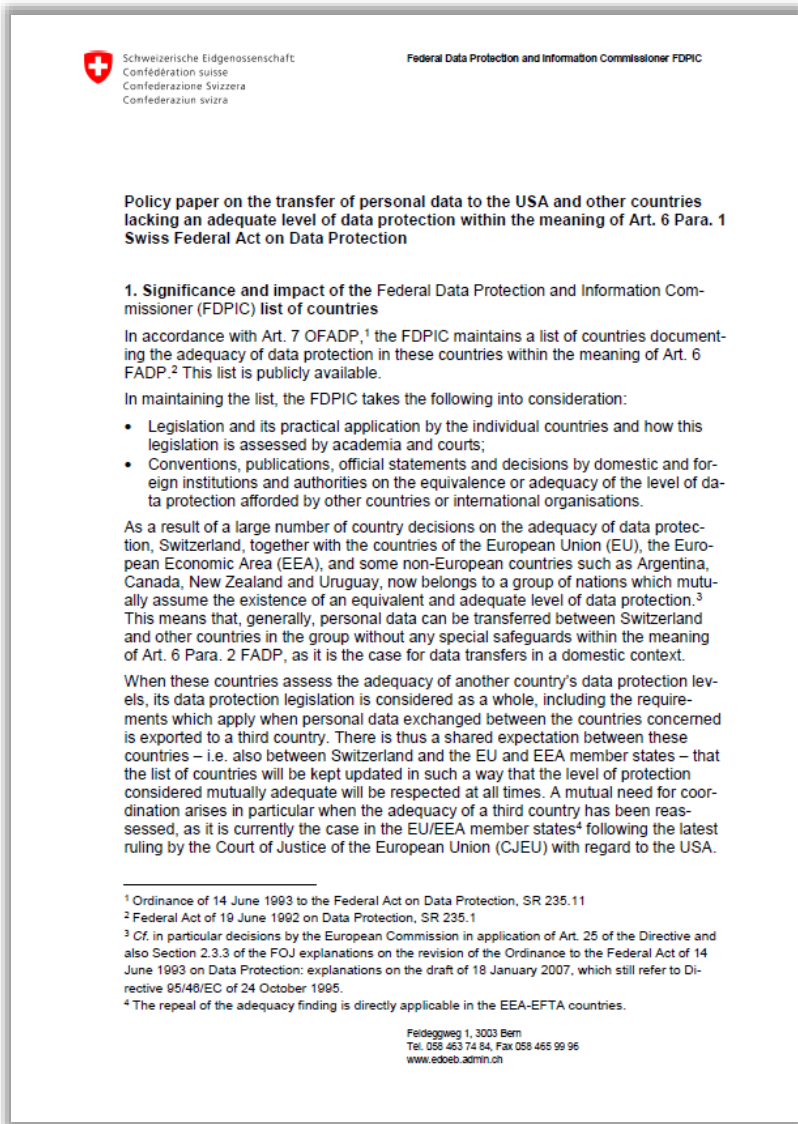 Schweizerische Eidgenossenschaft
Confédération suisse
Confederazione Svizzera
Confederaziun svizra
Federal Data Protection and Information Commissioner FDPIC
Policy paper on the transfer of personal data to the USA and other countries
lacking an adequate level of data protection within the meaning of Art. 6 Para. 1
Swiss Federal Act on Data Protection
1. Significance and impact of the Federal Data Protection and Information Com-
missioner (FDPIC) list of countries
In accordance with Art. 7 OFADP,¹ the FDPIC maintains a list of countries document-
ing the adequacy of data protection in these countries within the meaning of Art. 6
FADP.² This list is publicly available.
In maintaining the list, the FDPIC takes the following into consideration:
• Legislation and its practical application by the individual countries and how this
legislation is assessed by academia and courts;
• Conventions, publications, official statements and decisions by domestic and for-
eign institutions and authorities on the equivalence or adequacy of the level of da-
ta protection afforded by other countries or international organisations.
As a result of a large number of country decisions on the adequacy of data protec-
tion, Switzerland, together with the countries of the European Union (EU), the Euro-
pean Economic Area (EEA), and some non-European countries such as Argentina,
Canada, New Zealand and Uruguay, now belongs to a group of nations which mutu-
ally assume the existence of an equivalent and adequate level of data protection.³
This means that, generally, personal data can be transferred between Switzerland
and other countries in the group without any special safeguards within the meaning
of Art. 6 Para. 2 FADP, as it is the case for data transfers in a domestic context.
When these countries assess the adequacy of another country's data protection lev-
els, its data protection legislation is considered as a whole, including the require-
ments which apply when personal data exchanged between the countries concerned
is exported to a third country. There is thus a shared expectation between these
countries – i.e. also between Switzerland and the EU and EEA member states – that
the list of countries will be kept updated in such a way that the level of protection
considered mutually adequate will be respected at all times. A mutual need for coor-
dination arises in particular when the adequacy of a third country has been reas-
sessed, as it is currently the case in the EU/EEA member states⁴ following the latest
ruling by the Court of Justice of the European Union (CJEU) with regard to the USA.
¹ Ordinance of 14 June 1993 to the Federal Act on Data Protection, SR 235.11
² Federal Act of 19 June 1992 on Data Protection, SR 235.1
³ Cf. in particular decisions by the European Commission in application of Art. 25 of the Directive and
also Section 2.3.3 of the FOJ explanations on the revision of the Ordinance to the Federal Act of 14
June 1993 on Data Protection: explanations on the draft of 18 January 2007, which still refer to Di-
rective 95/46/EC of 24 October 1995.
⁴ The repeal of the adequacy finding is directly applicable in the EEA-EFTA countries.
Feldeggweg 1, 3003 Bern
Tel. 058 463 74 84, Fax 058 465 99 96
www.edoeb.admin.ch